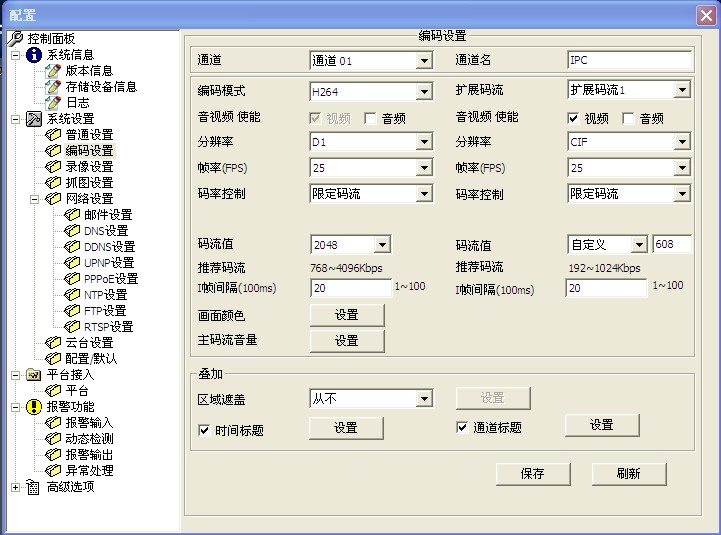 配置
控制面板
系统信息
版本信息
存储设备信息
日志
系统设置
普通设置
编码设置
录像设置
抓图设置
网络设置
邮件设置
DNS设置
DDNS设置
UPNP设置
PPPoE设置
NTP设置
FTP设置
RTSP设置
云台设置
配置/默认
平台接入
平台
报警功能
报警输入
动态检测
报警输出
异常处理
高级选项
编码设置
通道 通道 01 通道名 IPC
编码模式 H264 扩展码流 扩展码流1
音视频 使能 视频 音频 音视频 使能 视频 音频
分辨率 D1 分辨率 CIF
帧率(FPS) 25 帧率(FPS) 25
码率控制 限定码流 码率控制 限定码流
码流值 2048 码流值 自定义 608
推荐码流 768~4096Kbps 推荐码流 192~1024Kbps
I帧间隔(100ms) 20 1~100 I帧间隔(100ms) 20 1~100
画面颜色 设置
主码流音量 设置
叠加
区域遮盖 从不 设置
时间标题 设置 通道标题 设置
保存 刷新